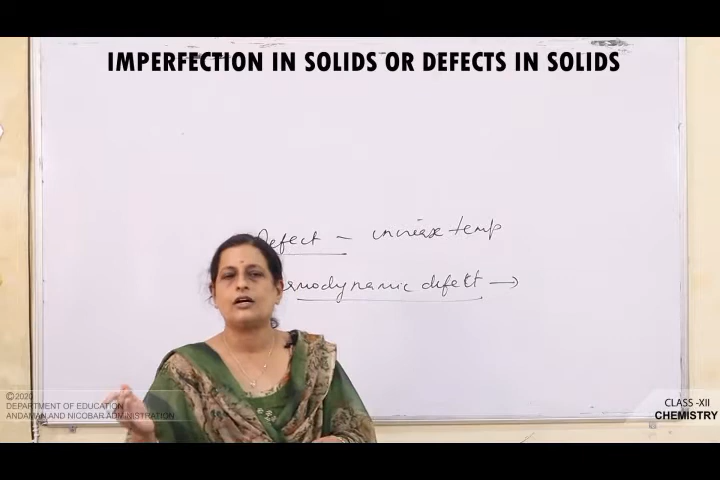 IMPERFECTION IN SOLIDS OR DEFECTS IN SOLIDS
Defect – increase temp
modynamic defect →
©2020
DEPARTMENT OF EDUCATION
ANDAMAN AND NICOBAR ADMINISTRATION
CLASS -XII
CHEMISTRY